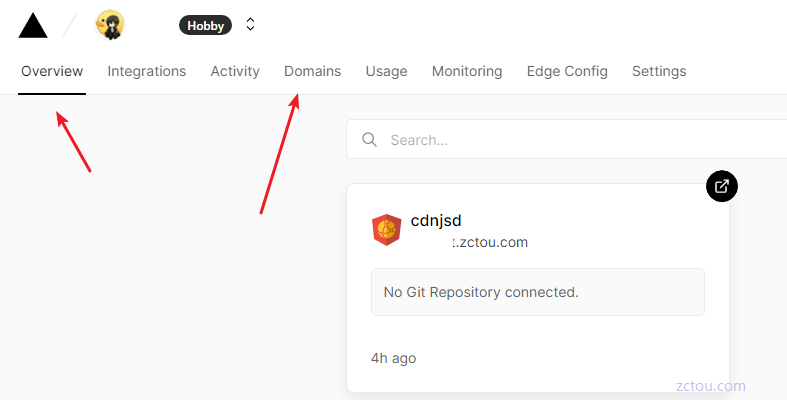 Hobby
Overview Integrations Activity Domains Usage Monitoring Edge Config Settings
Search...
cdnjsd
t.zctou.com
No Git Repository connected.
4h ago
zctou.com